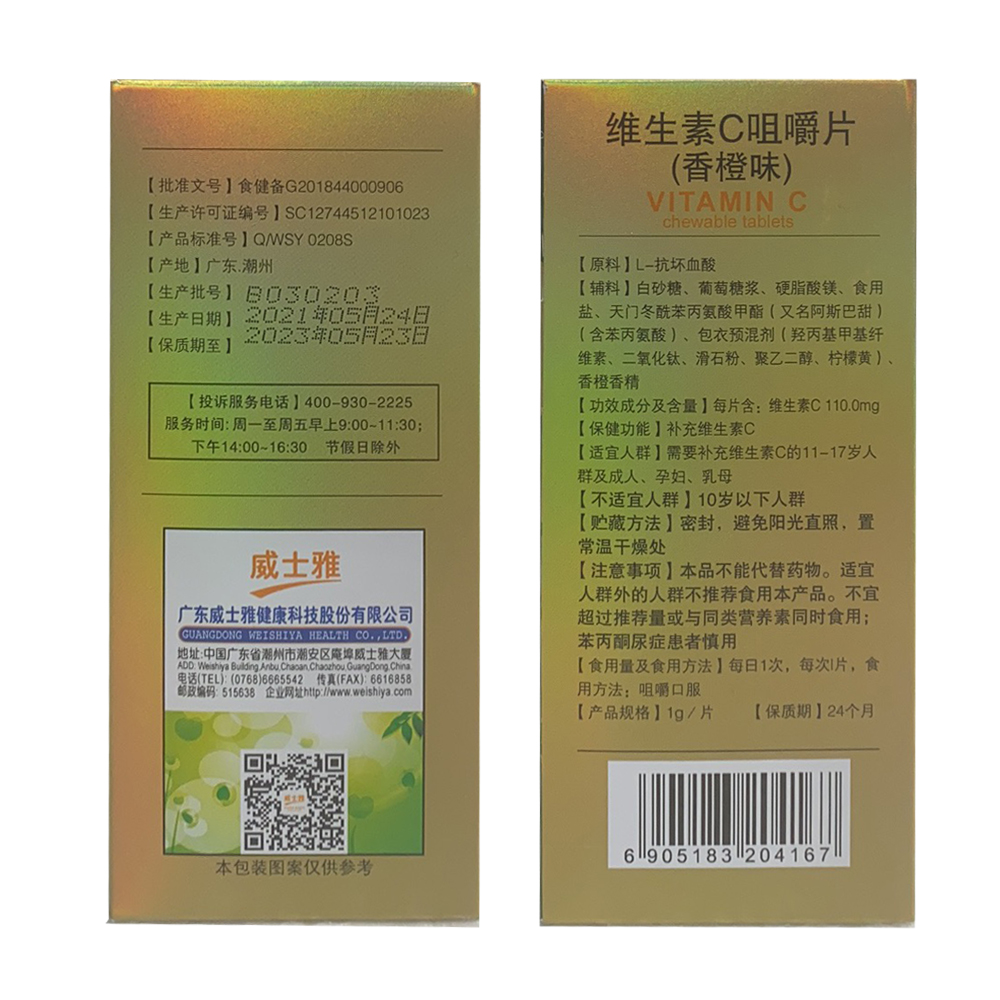 【批准文号】食健备G201844000906
【生产许可证编号】SC12744512101023
【产品标准号】Q/WSY 0208S
【产地】广东.潮州
【生产批号】B030203
【生产日期】2021年05月24日
【保质期至】2023年05月23日
【投诉服务电话】400-930-2225
服务时间:周一至周五早上9:00~11:30;
下午14:00~16:30 节假日除外
威士雅
广东威士雅健康科技股份有限公司
GUANGDONG WEISHIYA HEALTH CO.,LTD.
地址:中国广东省潮州市潮安区庵埠威士雅大厦
ADD: Weishiya Building,Anbu,Chaoan,Chaozhou,GuangDong,China.
电话(TEL): (0768)6665542 传真(FAX): 6616858
邮政编码: 515638 企业网址http://www.weishiya.com
威士雅
本包装图案仅供参考
维生素C咀嚼片
(香橙味)
VITAMIN C
chewable tablets
【原料】L-抗坏血酸
【辅料】白砂糖、葡萄糖浆、硬脂酸镁、食用
盐、天门冬酰苯丙氨酸甲酯(又名阿斯巴甜)
(含苯丙氨酸)、包衣预混剂(羟丙基甲基纤
维素、二氧化钛、滑石粉、聚乙二醇、柠檬黄)、
香橙香精
【功效成分及含量】每片含: 维生素C 110.0mg
【保健功能】补充维生素C
【适宜人群】需要补充维生素C的11-17岁人
群及成人、孕妇、乳母
【不适宜人群】10岁以下人群
【贮藏方法】密封，避免阳光直照，置
常温干燥处
【注意事项】本品不能代替药物。适宜
人群外的人群不推荐食用本产品。不宜
超过推荐量或与同类营养素同时食用;
苯丙酮尿症患者慎用
【食用量及食用方法】每日1次，每次1片，食
用方法: 咀嚼口服
【产品规格】1g/片 【保质期】24个月
6 905183 204167